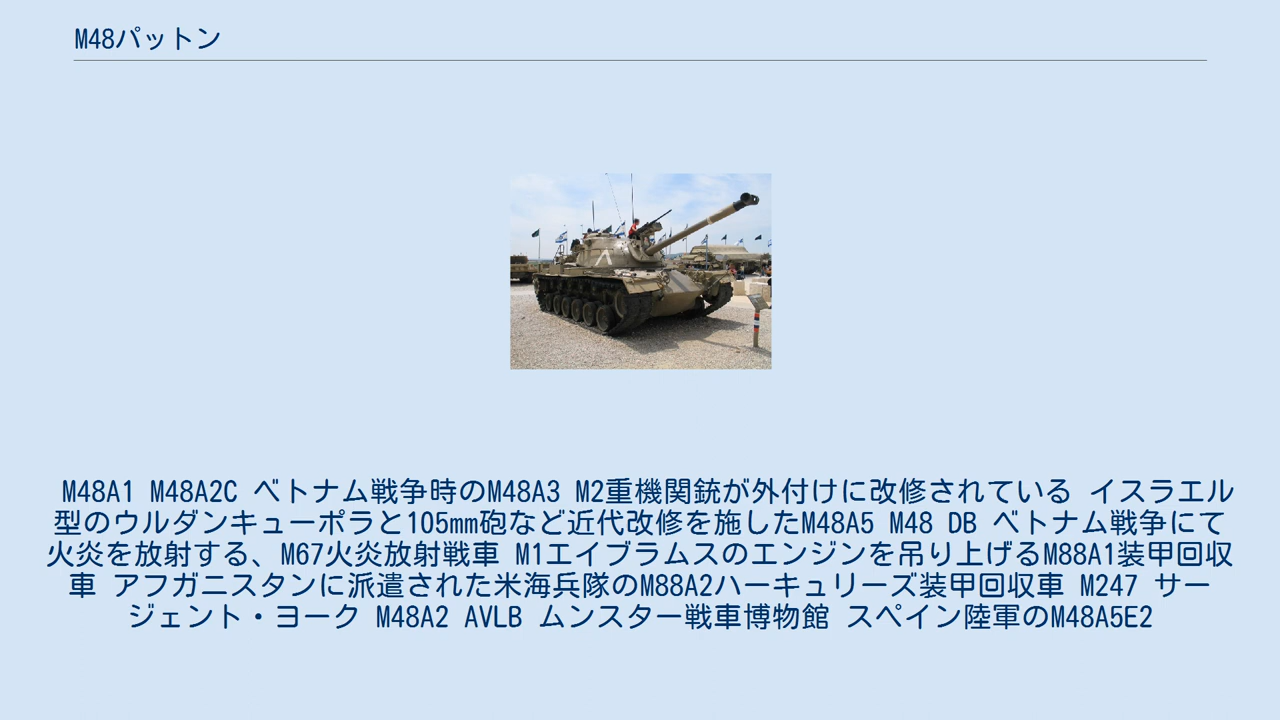 M48パットン
M48A1 M48A2C ベトナム戦争時のM48A3 M2重機関銃が外付けに改修されている イスラエル
型のウルダンキューポラと105mm砲など近代改修を施したM48A5 M48 DB ベトナム戦争にて
火炎を放射する、M67火炎放射戦車 M1エイブラムスのエンジンを吊り上げるM88A1装甲回収
車 アフガニスタンに派遣された米海兵隊のM88A2ハーキュリーズ装甲回収車 M247 サー
ジェント・ヨーク M48A2 AVLB ムンスター戦車博物館 スペイン陸軍のM48A5E2